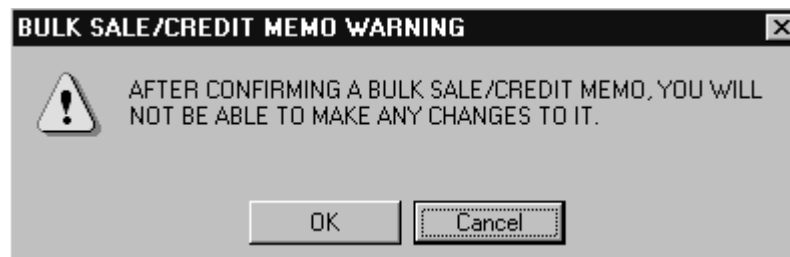 BULK SALE/CREDIT MEMO WARNING
AFTER CONFIRMING A BULK SALE/CREDIT MEMO, YOU WILL
NOT BE ABLE TO MAKE ANY CHANGES TO IT.
OK Cancel